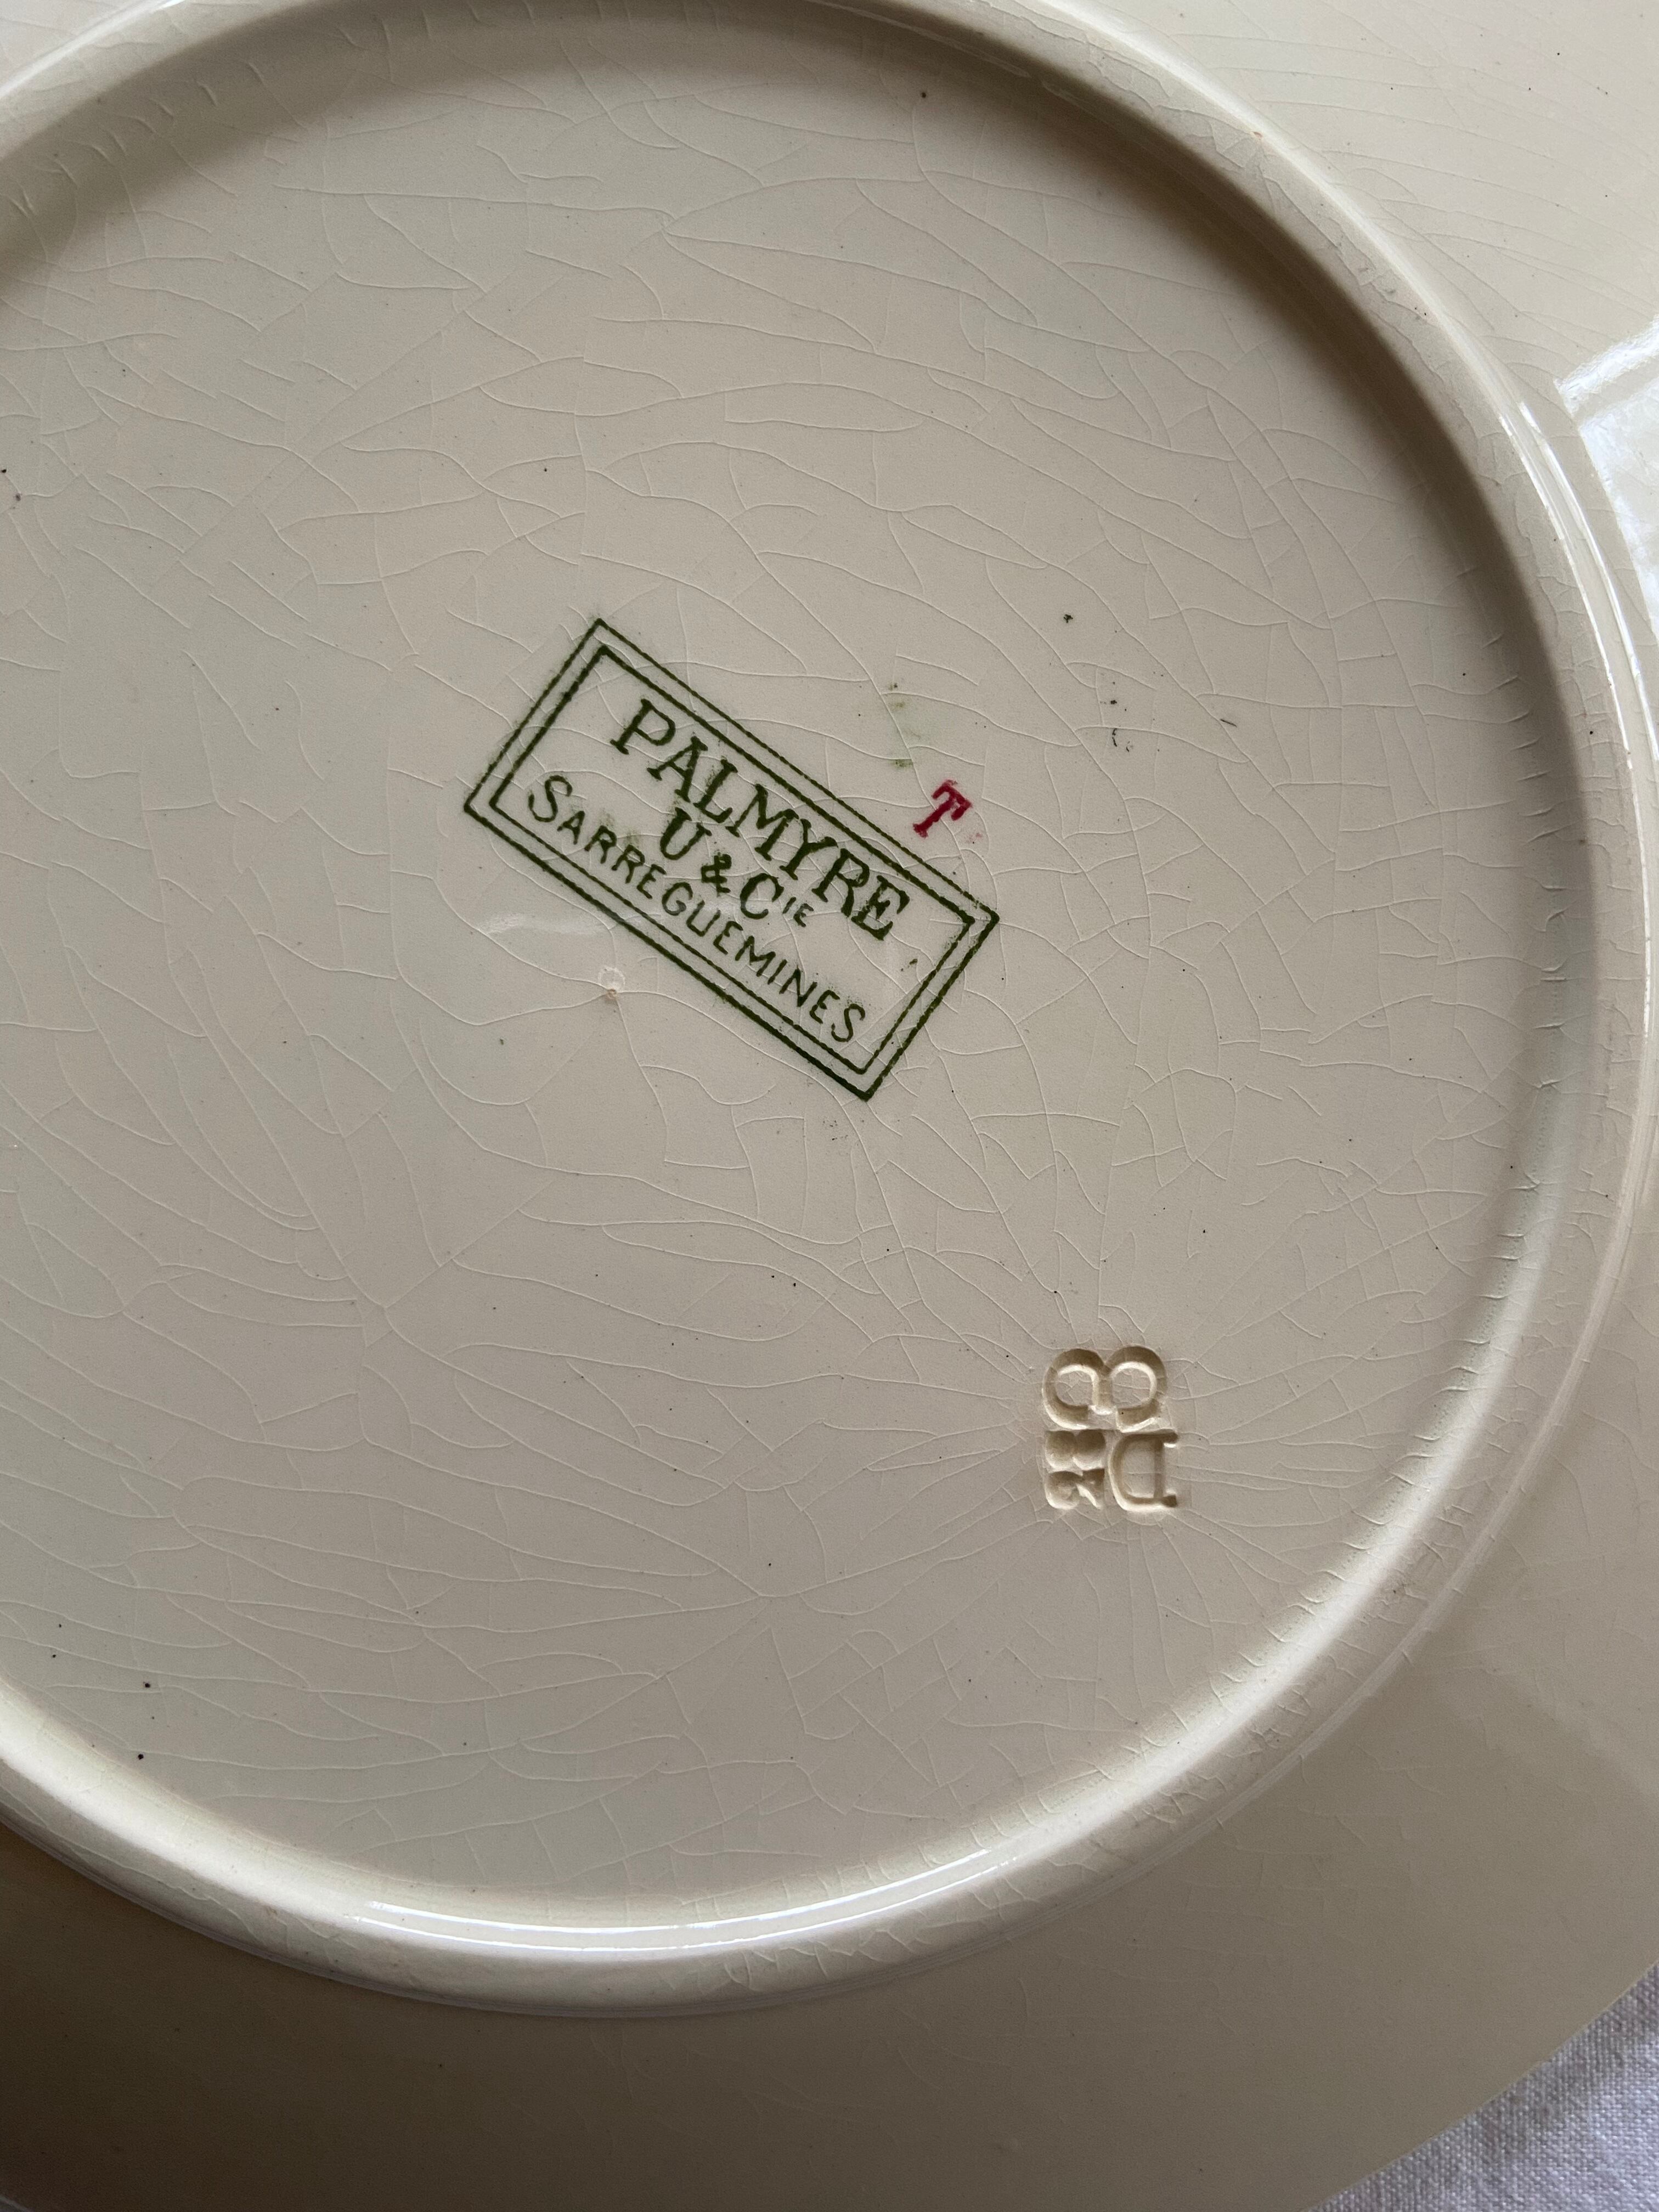 PALMYRE
U & CIE
SARREGUEMINES
T